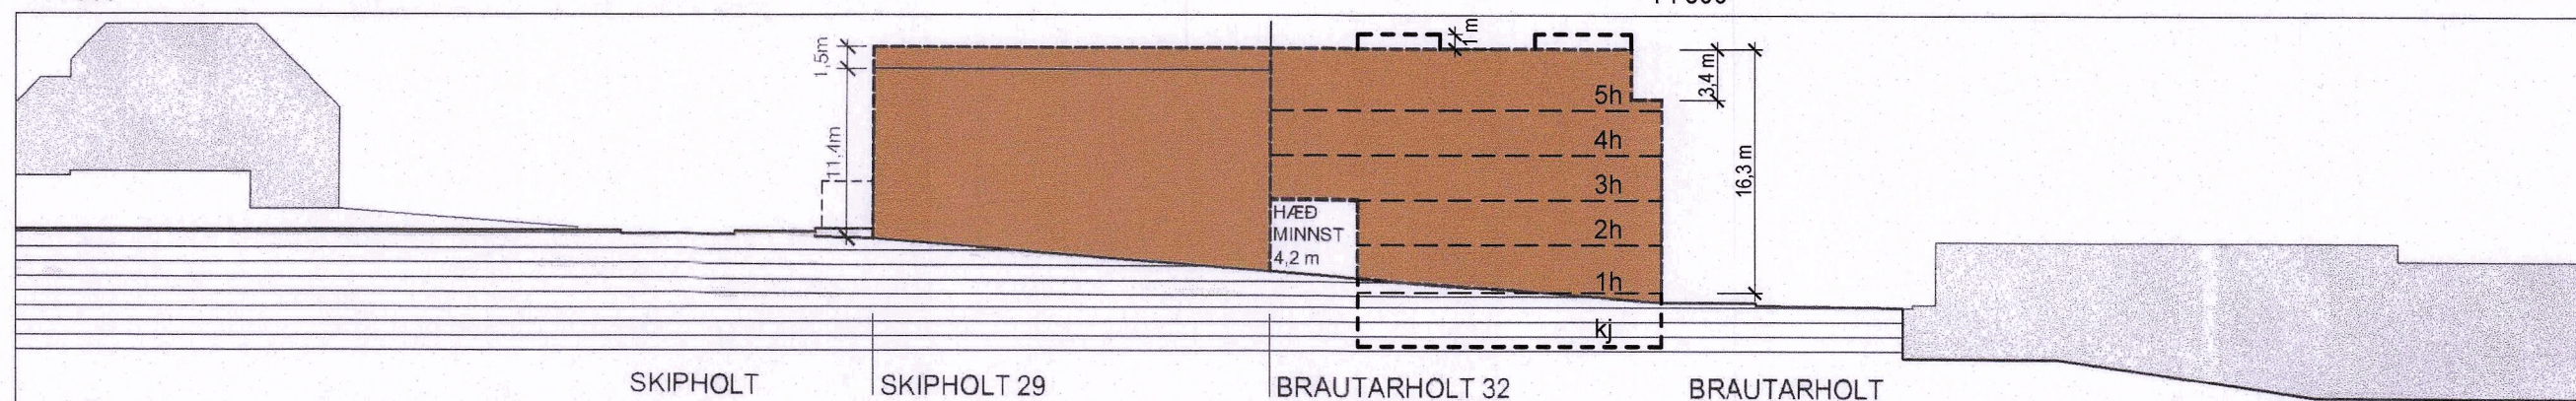 1,5m
11,4m
1 m
3,4 m
16,3 m
5h
4h
3h
2h
1h
kj
HÆÐ
MINNST
4,2 m
SKIPHOLT
SKIPHOLT 29
BRAUTARHOLT 32
BRAUTARHOLT